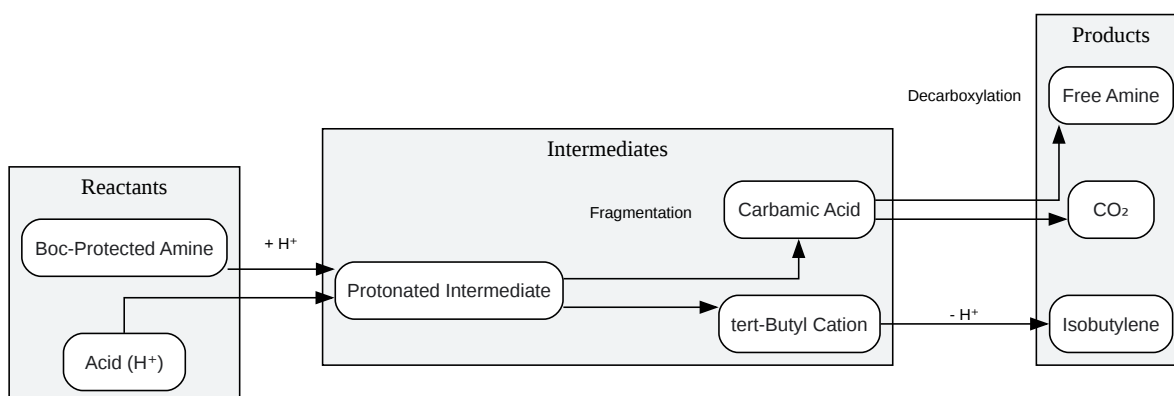 Reactants
Boc-Protected Amine
Acid (H⁺)
+ H⁺
Intermediates
Protonated Intermediate
Fragmentation
Carbamic Acid
tert-Butyl Cation
Decarboxylation
- H⁺
Products
Free Amine
CO₂
Isobutylene